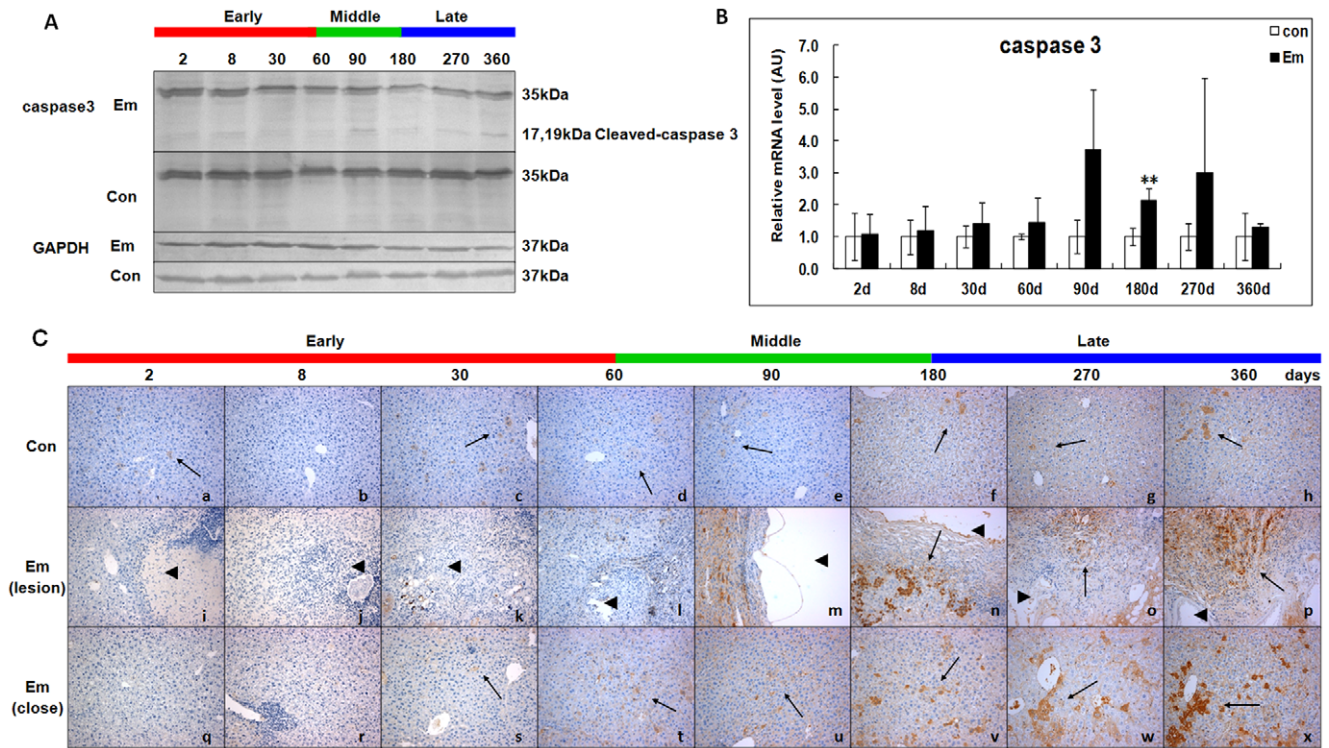 A
Early Middle Late
2 8 30 60 90 180 270 360
caspase3 Em 35kDa
17,19kDa Cleaved-caspase 3
Con 35kDa
GAPDH Em 37kDa
Con 37kDa
B
caspase 3
con
Em
Relative mRNA level (AU)
7.0
6.0
5.0
4.0
3.0
2.0
1.0
0.0
**
2d 8d 30d 60d 90d 180d 270d 360d
C
Early Middle Late
2 8 30 60 90 180 270 360 days
Con
a b c d e f g h
Em
(lesion)
i j k l m n o p
Em
(close)
q r s t u v w x